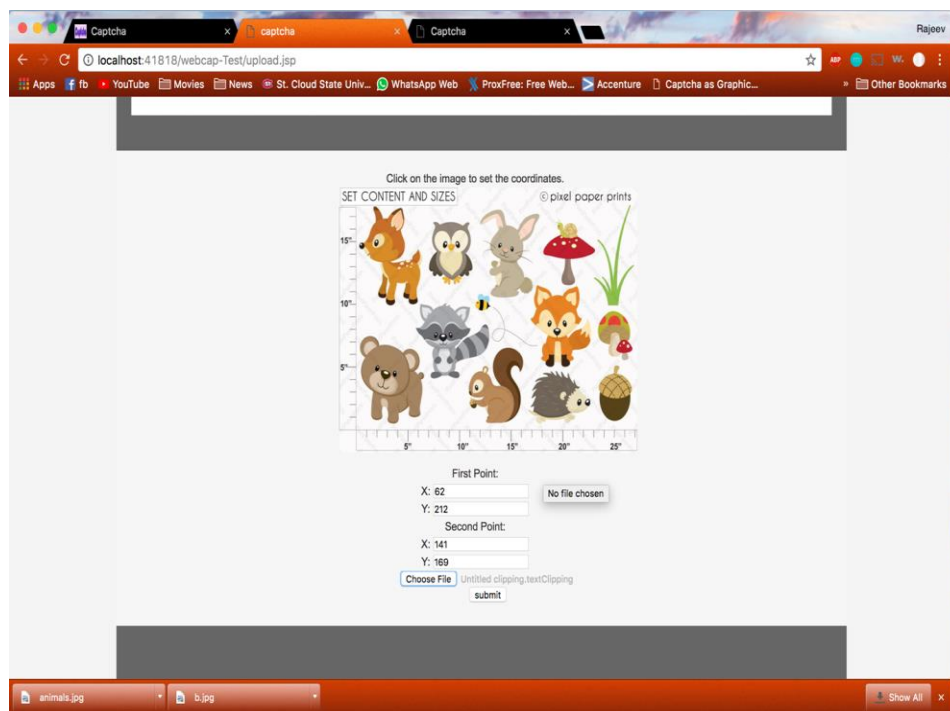 Captcha
captcha
Captcha
Rajeev
localhost:41818/webcap-Test/upload.jsp
ABP
W.
Apps fb YouTube Movies News St. Cloud State Univ... WhatsApp Web ProxFree: Free Web... Accenture Captcha as Graphic... » Other Bookmarks
Click on the image to set the coordinates.
SET CONTENT AND SIZES © pixel paper prints
15"
10"
5"
5" 10" 15" 20" 25"
First Point:
X: 62
No file chosen
Y: 212
Second Point:
X: 141
Y: 169
Choose File Untitled clipping.textClipping
submit
animals.jpg b.jpg Show All